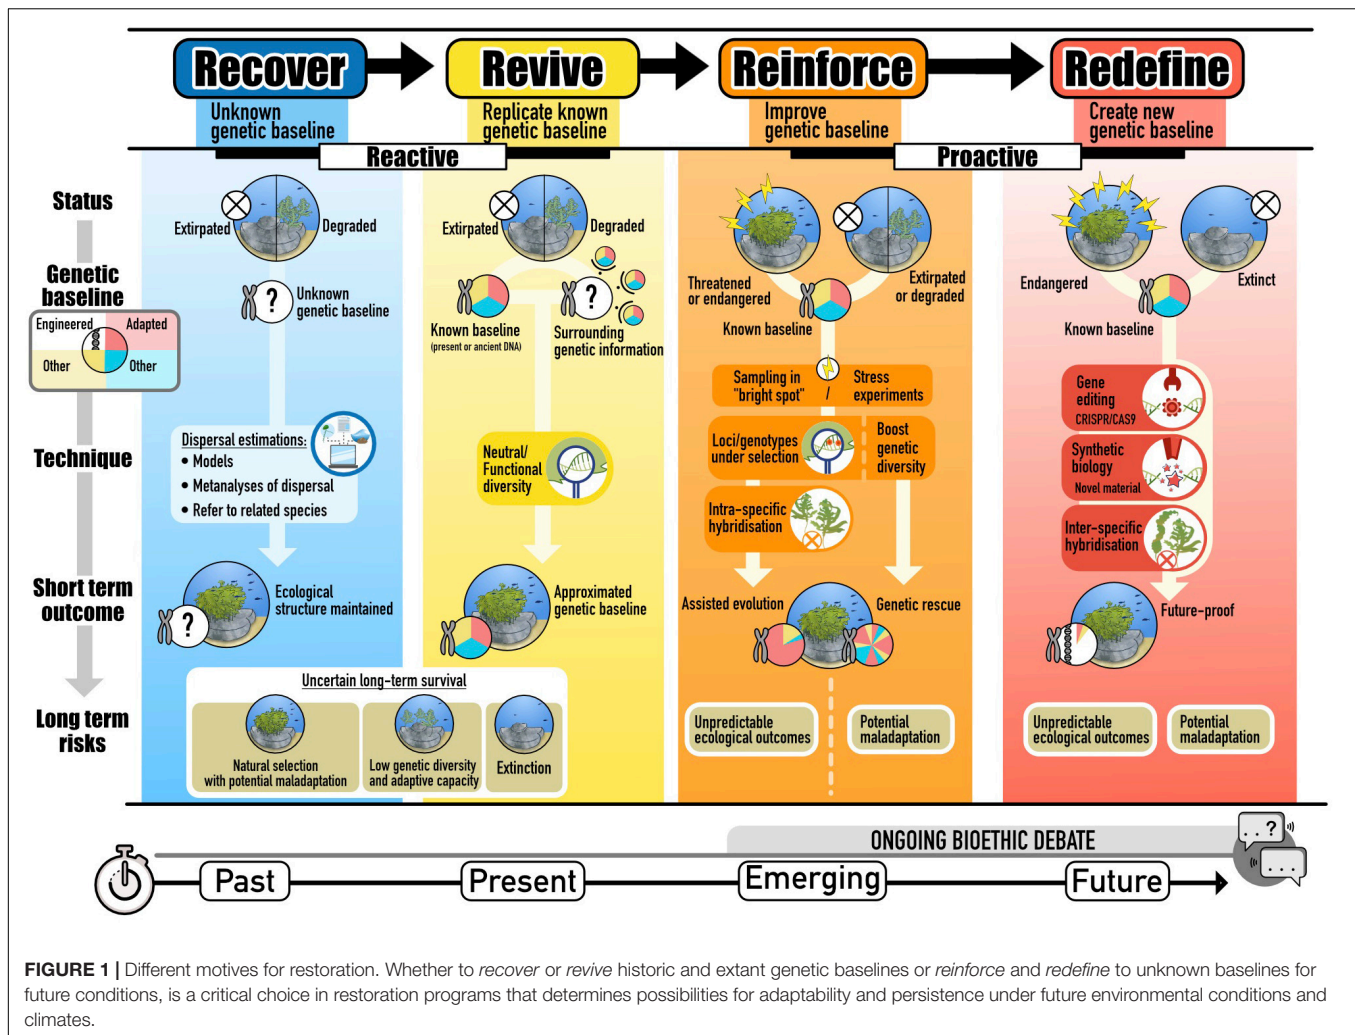 Recover
Revive
Reinforce
Redefine
Unknown
genetic baseline
Replicate known
genetic baseline
Improve
genetic baseline
Create new
genetic baseline
Reactive
Proactive
Status
Extirpated
Degraded
Extirpated
Degraded
Threatened
or endangered
Extirpated
or degraded
Endangered
Extinct
Genetic
baseline
Engineered
Adapted
Other
Other
?
Unknown
genetic baseline
Known baseline
(present or ancient DNA)
?
Surrounding
genetic information
Known baseline
Known baseline
Technique
Dispersal estimations:
• Models
• Metanalyses of dispersal
• Refer to related species
Neutral/
Functional
diversity
Sampling in
"bright spot"
/
Stress
experiments
Loci/genotypes
under selection
Boost
genetic
diversity
Intra-specific
hybridisation
Gene
editing
CRISPR/CAS9
Synthetic
biology
Novel material
Inter-specific
hybridisation
Short term
outcome
?
Ecological
structure maintained
Approximated
genetic baseline
Assisted evolution
Genetic rescue
Future-proof
Long term
risks
Uncertain long-term survival
Natural selection
with potential maladaptation
Low genetic diversity
and adaptive capacity
Extinction
Unpredictable
ecological outcomes
Potential
maladaptation
Unpredictable
ecological outcomes
Potential
maladaptation
ONGOING BIOETHIC DEBATE
. . ?
. . .
Past
Present
Emerging
Future
FIGURE 1 | Different motives for restoration. Whether to recover or revive historic and extant genetic baselines or reinforce and redefine to unknown baselines for
future conditions, is a critical choice in restoration programs that determines possibilities for adaptability and persistence under future environmental conditions and
climates.